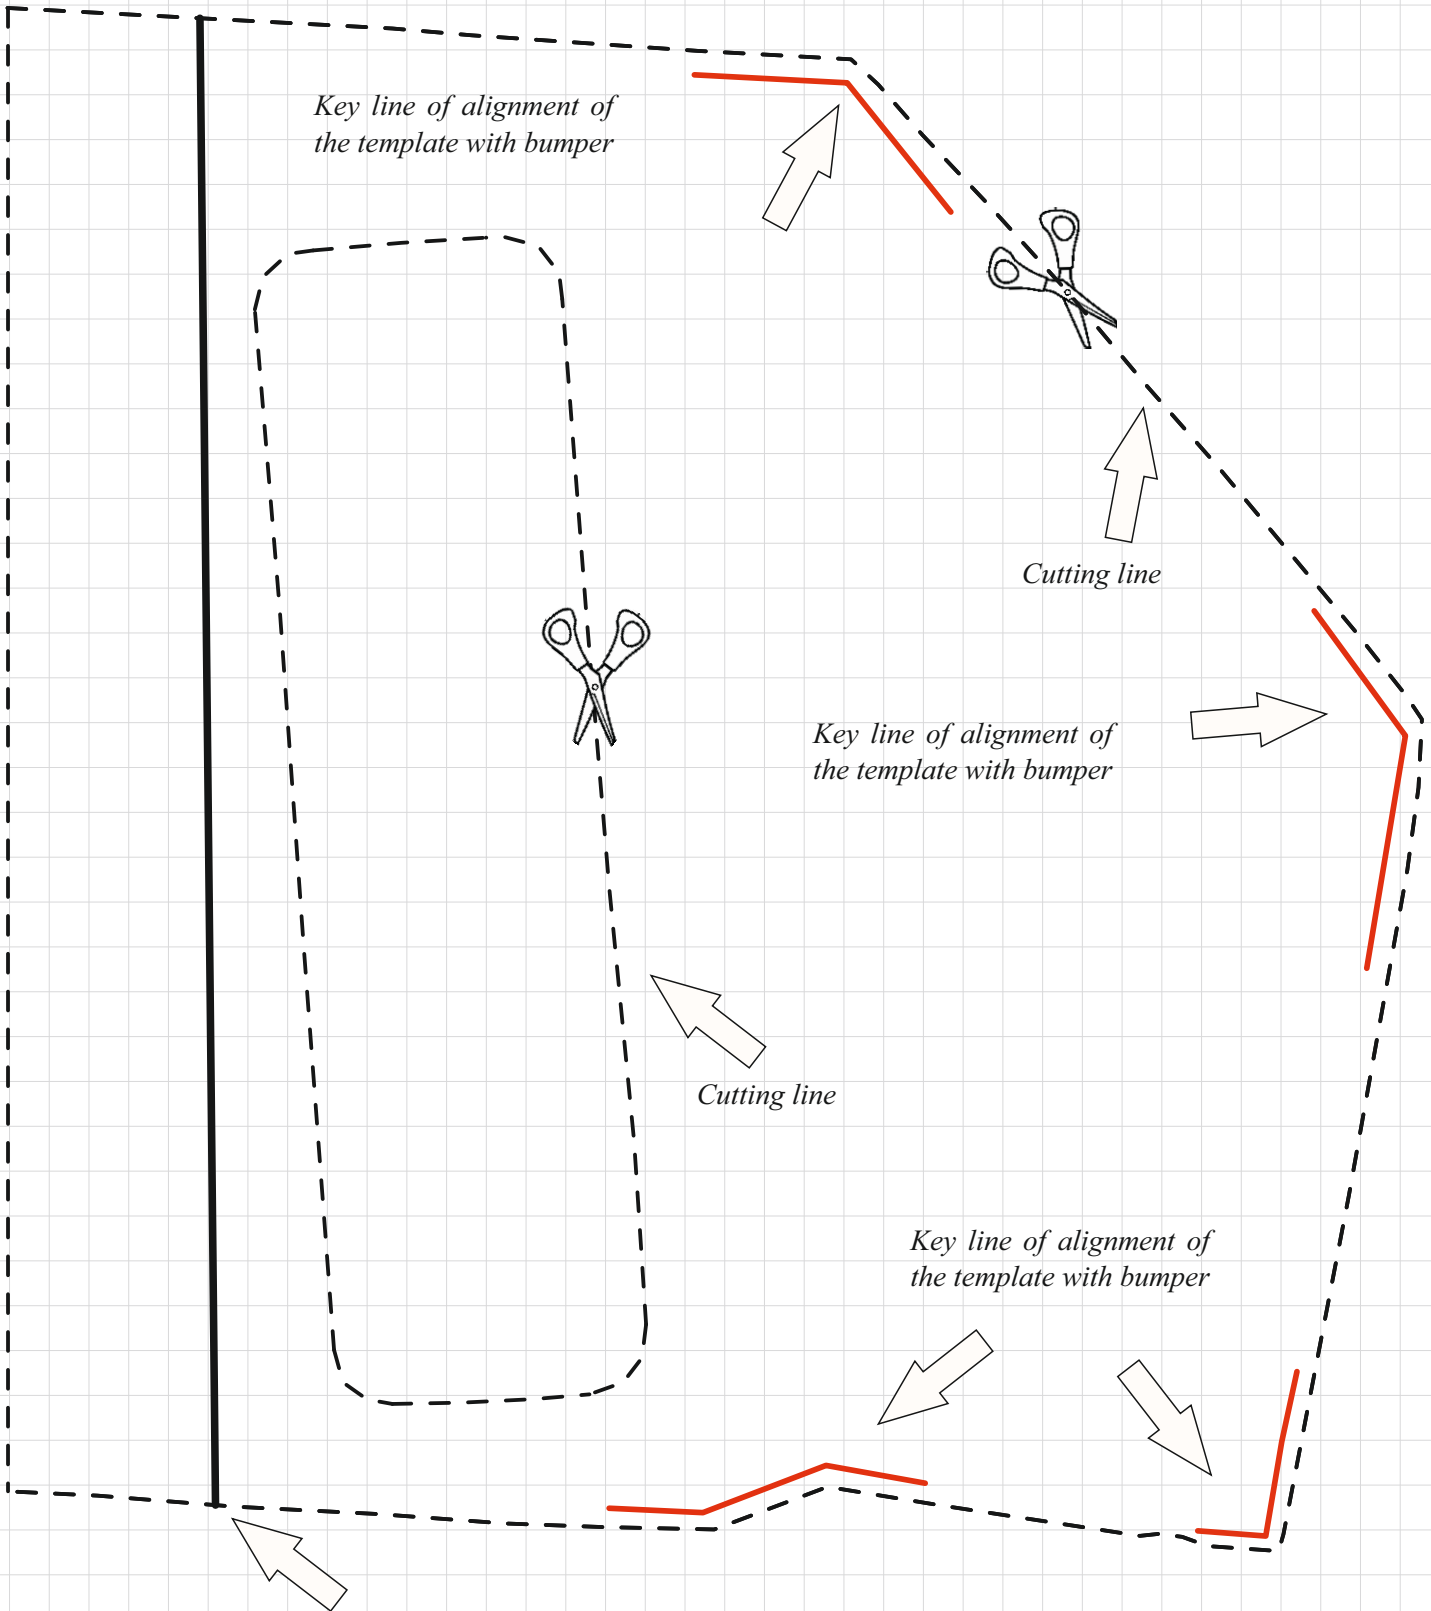 Key line of alignment of
the template with bumper
Cutting line
Key line of alignment of
the template with bumper
Cutting line
Key line of alignment of
the template with bumper